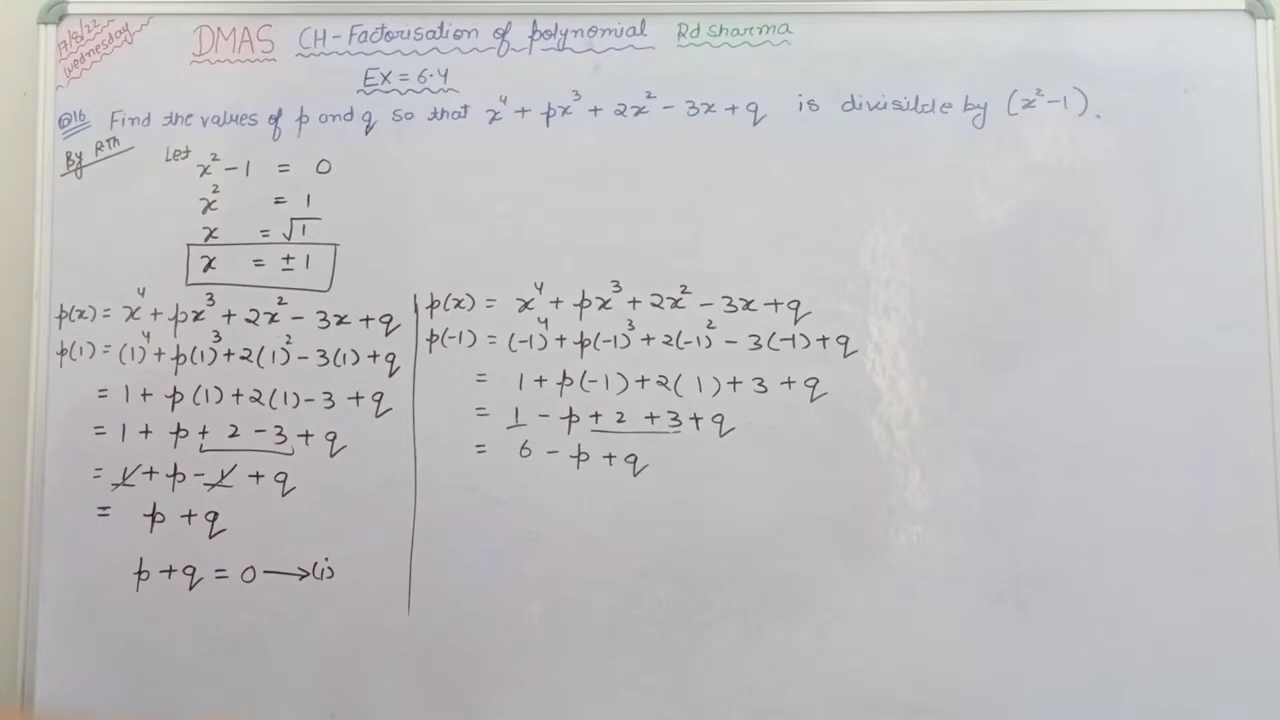 17/8/22
Wednesday
DMAS CH-Factorisation of polynomial Rd Sharma
Ex = 6.4
Q16 Find the values of p and q so that x⁴ + px³ + 2x² - 3x + q is divisible by (x² - 1).
By RTh
Let x² - 1 = 0
x² = 1
x = √1
x = ± 1
p(x) = x⁴ + px³ + 2x² - 3x + q
p(1) = (1)⁴ + p(1)³ + 2(1)² - 3(1) + q
= 1 + p(1) + 2(1) - 3 + q
= 1 + p + 2 - 3 + q
= 1 + p - 1 + q
= p + q
p + q = 0 → (i)
p(x) = x⁴ + px³ + 2x² - 3x + q
p(-1) = (-1)⁴ + p(-1)³ + 2(-1)² - 3(-1) + q
= 1 + p(-1) + 2(1) + 3 + q
= 1 - p + 2 + 3 + q
= 6 - p + q